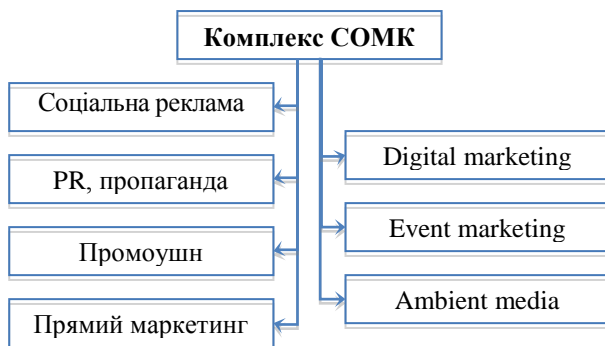 Комплекс СОМК
Соціальна реклама
PR, пропаганда
Промоушн
Прямий маркетинг
Digital marketing
Event marketing
Ambient media